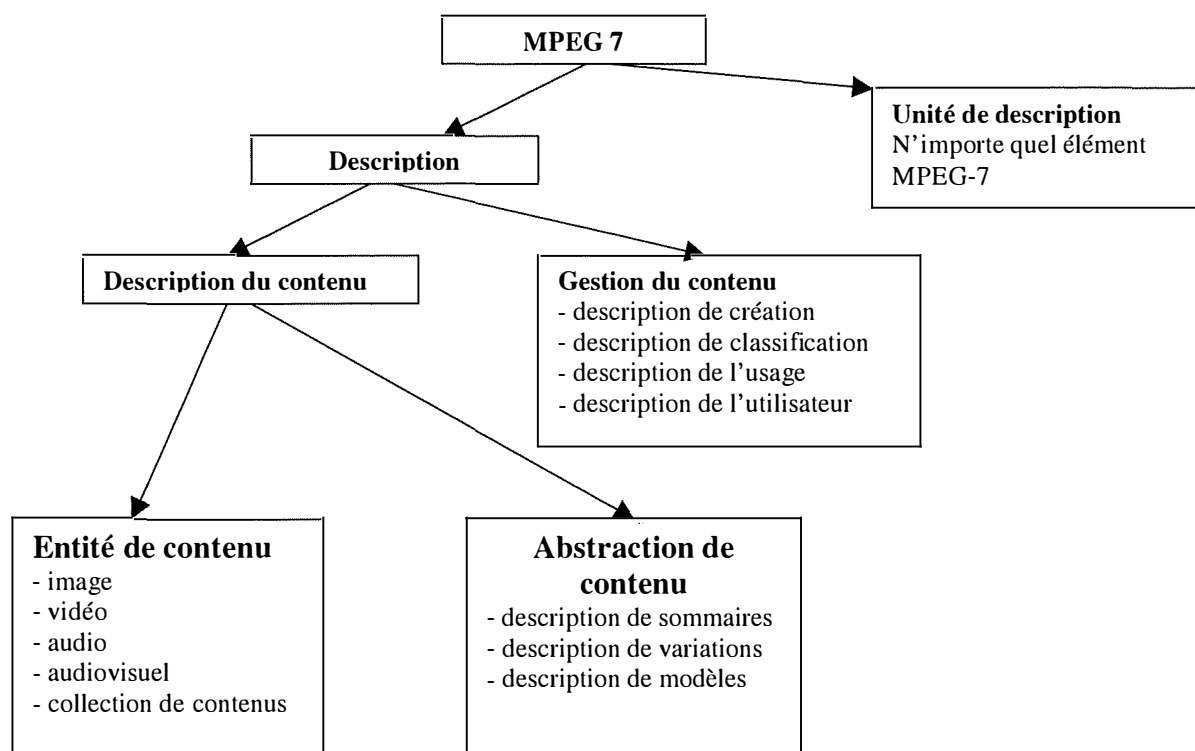 MPEG 7
Unité de description
N'importe quel élément
MPEG-7
Description
Description du contenu
Gestion du contenu
- description de création
- description de classification
- description de l'usage
- description de l'utilisateur
Entité de contenu
- image
- vidéo
- audio
- audiovisuel
- collection de contenus
Abstraction de
contenu
- description de sommaires
- description de variations
- description de modèles